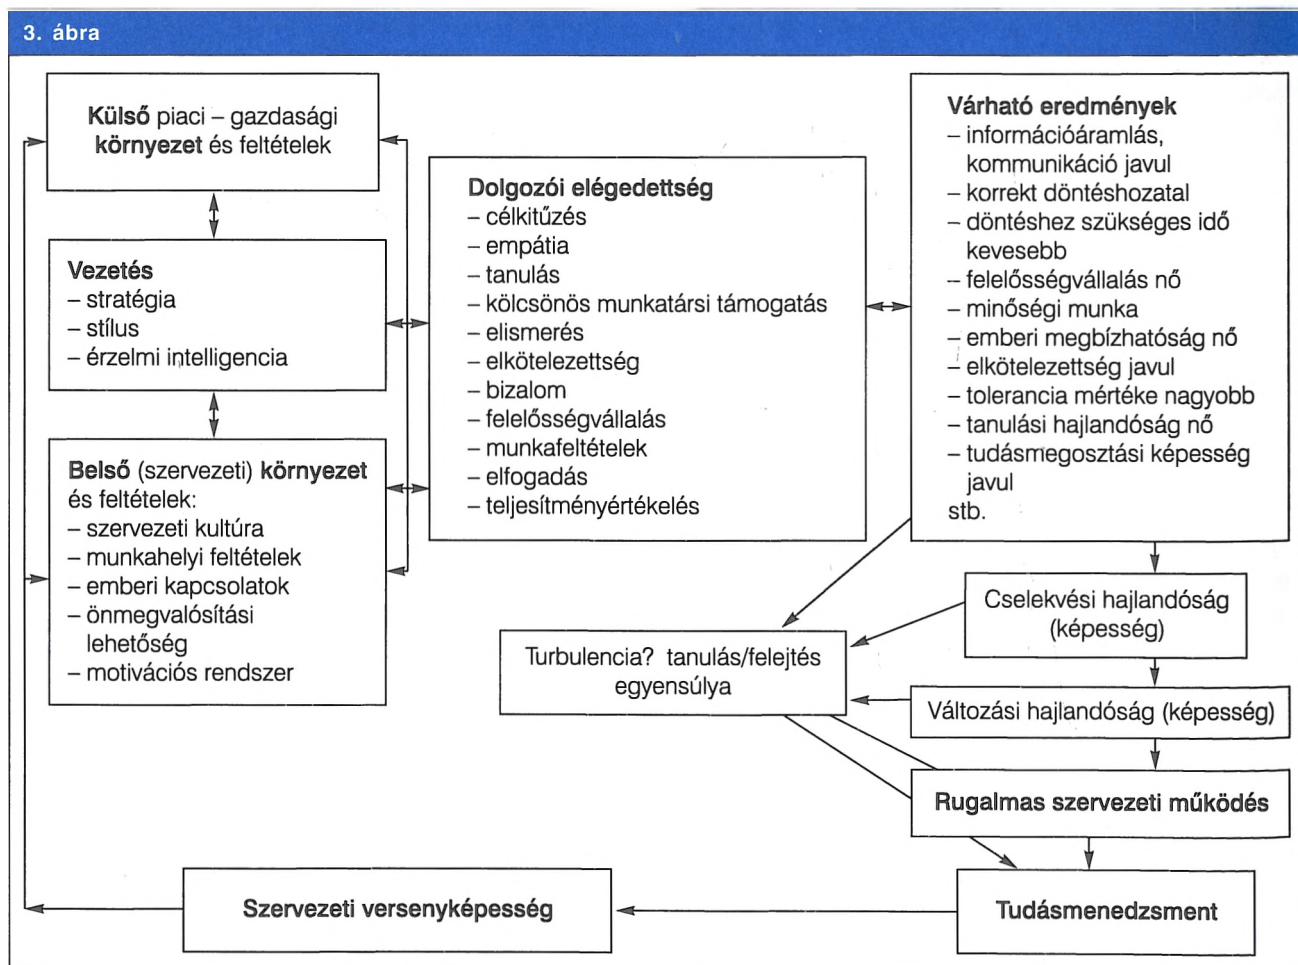 3. ábra
Külső piaci – gazdasági
környezet és feltételek
Vezetés
– stratégia
– stílus
– érzelmi intelligencia
Belső (szervezeti) környezet
és feltételek:
– szervezeti kultúra
– munkahelyi feltételek
– emberi kapcsolatok
– önmegvalósítási
lehetőség
– motivációs rendszer
Dolgozói elégedettség
– célkitűzés
– empátia
– tanulás
– kölcsönös munkatársi támogatás
– elismerés
– elkötelezettség
– bizalom
– felelősségvállalás
– munkafeltételek
– elfogadás
– teljesítményértékelés
Várható eredmények
– információáramlás,
kommunikáció javul
– korrekt döntéshozatal
– döntéshez szükséges idő
kevesebb
– felelősségvállalás nő
– minőségi munka
– emberi megbízhatóság nő
– elkötelezettség javul
– tolerancia mértéke nagyobb
– tanulási hajlandóság nő
– tudásmegosztási képesség
javul
stb.
Cselekvési hajlandóság
(képesség)
Turbulencia? tanulás/felejtés
egyensúlya
Változási hajlandóság (képesség)
Rugalmas szervezeti működés
Szervezeti versenyképesség
Tudásmenedzsment